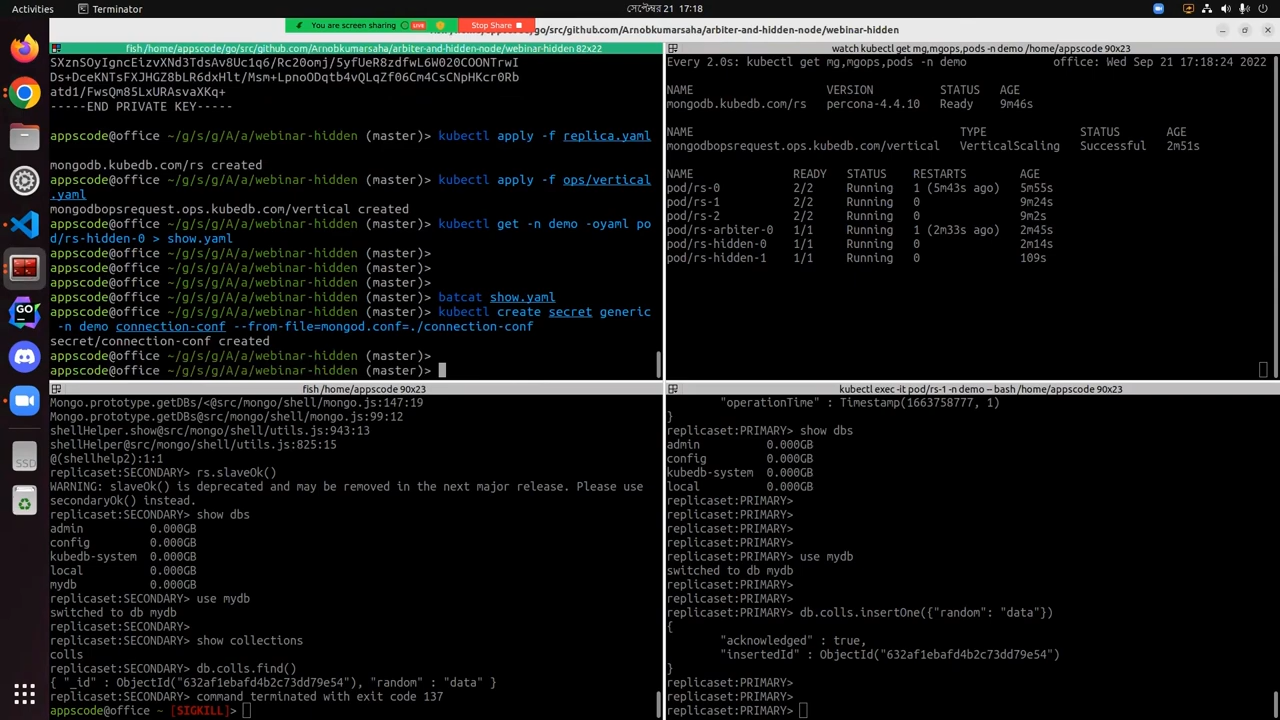 Activities
Terminator
সেপ্টেম্বর 21 17:18
You are screen sharing
LIVE
Stop Share
fish /home/appscode/go/src/github.com/Arnobkumarsaha/arbiter-and-hidden-node/webinar-hidden
fish /home/appscode/go/src/github.com/Arnobkumarsaha/arbiter-and-hidden-node/webinar-hidden 82x22
SXznSOyIgncEizvXNd3TdsAv8Uc1q6/Rc20omj/5yfUeR8zdfwL6W020COONTrwI
Ds+DceKNTsFXJHGZ8bLR6dxHlt/Msm+LpnoODqtb4vQLqZf06Cm4CsCNpHKcr0Rb
atd1/FwsQm85LxURAsvaXKq+
-----END PRIVATE KEY-----
appscode@office ~/g/s/g/A/a/webinar-hidden (master)> kubectl apply -f replica.yaml
mongodb.kubedb.com/rs created
appscode@office ~/g/s/g/A/a/webinar-hidden (master)> kubectl apply -f ops/vertical
.yaml
mongodbopsrequest.ops.kubedb.com/vertical created
appscode@office ~/g/s/g/A/a/webinar-hidden (master)> kubectl get -n demo -oyaml po
d/rs-hidden-0 > show.yaml
appscode@office ~/g/s/g/A/a/webinar-hidden (master)>
appscode@office ~/g/s/g/A/a/webinar-hidden (master)>
appscode@office ~/g/s/g/A/a/webinar-hidden (master)>
appscode@office ~/g/s/g/A/a/webinar-hidden (master)> batcat show.yaml
appscode@office ~/g/s/g/A/a/webinar-hidden (master)> kubectl create secret generic
-n demo connection-conf --from-file=mongod.conf=./connection-conf
secret/connection-conf created
appscode@office ~/g/s/g/A/a/webinar-hidden (master)>
appscode@office ~/g/s/g/A/a/webinar-hidden (master)>
watch kubectl get mg,mgops,pods -n demo /home/appscode 90x23
Every 2.0s: kubectl get mg,mgops,pods -n demo office: Wed Sep 21 17:18:24 2022
NAME VERSION STATUS AGE
mongodb.kubedb.com/rs percona-4.4.10 Ready 9m46s
NAME TYPE STATUS AGE
mongodbopsrequest.ops.kubedb.com/vertical VerticalScaling Successful 2m51s
NAME READY STATUS RESTARTS AGE
pod/rs-0 2/2 Running 1 (5m43s ago) 5m55s
pod/rs-1 2/2 Running 0 9m24s
pod/rs-2 2/2 Running 0 9m2s
pod/rs-arbiter-0 1/1 Running 1 (2m33s ago) 2m45s
pod/rs-hidden-0 1/1 Running 0 2m14s
pod/rs-hidden-1 1/1 Running 0 109s
fish /home/appscode 90x23
Mongo.prototype.getDBs/<@src/mongo/shell/mongo.js:147:19
Mongo.prototype.getDBs@src/mongo/shell/mongo.js:99:12
shellHelper.show@src/mongo/shell/utils.js:943:13
shellHelper@src/mongo/shell/utils.js:825:15
@(shellhelp2):1:1
replicaset:SECONDARY> rs.slaveOk()
WARNING: slaveOk() is deprecated and may be removed in the next major release. Please use
secondaryOk() instead.
replicaset:SECONDARY> show dbs
admin 0.000GB
config 0.000GB
kubedb-system 0.000GB
local 0.000GB
mydb 0.000GB
replicaset:SECONDARY> use mydb
switched to db mydb
replicaset:SECONDARY>
replicaset:SECONDARY> show collections
colls
replicaset:SECONDARY> db.colls.find()
{ "_id" : ObjectId("632af1ebafd4b2c73dd79e54"), "random" : "data" }
replicaset:SECONDARY> command terminated with exit code 137
appscode@office ~ [SIGKILL]>
kubectl exec -it pod/rs-1 -n demo -- bash /home/appscode 90x23
"operationTime" : Timestamp(1663758777, 1)
}
replicaset:PRIMARY> show dbs
admin 0.000GB
config 0.000GB
kubedb-system 0.000GB
local 0.000GB
replicaset:PRIMARY>
replicaset:PRIMARY>
replicaset:PRIMARY>
replicaset:PRIMARY>
replicaset:PRIMARY> use mydb
switched to db mydb
replicaset:PRIMARY>
replicaset:PRIMARY>
replicaset:PRIMARY> db.colls.insertOne({"random": "data"})
{
"acknowledged" : true,
"insertedId" : ObjectId("632af1ebafd4b2c73dd79e54")
}
replicaset:PRIMARY>
replicaset:PRIMARY>
replicaset:PRIMARY>
GO
SSD